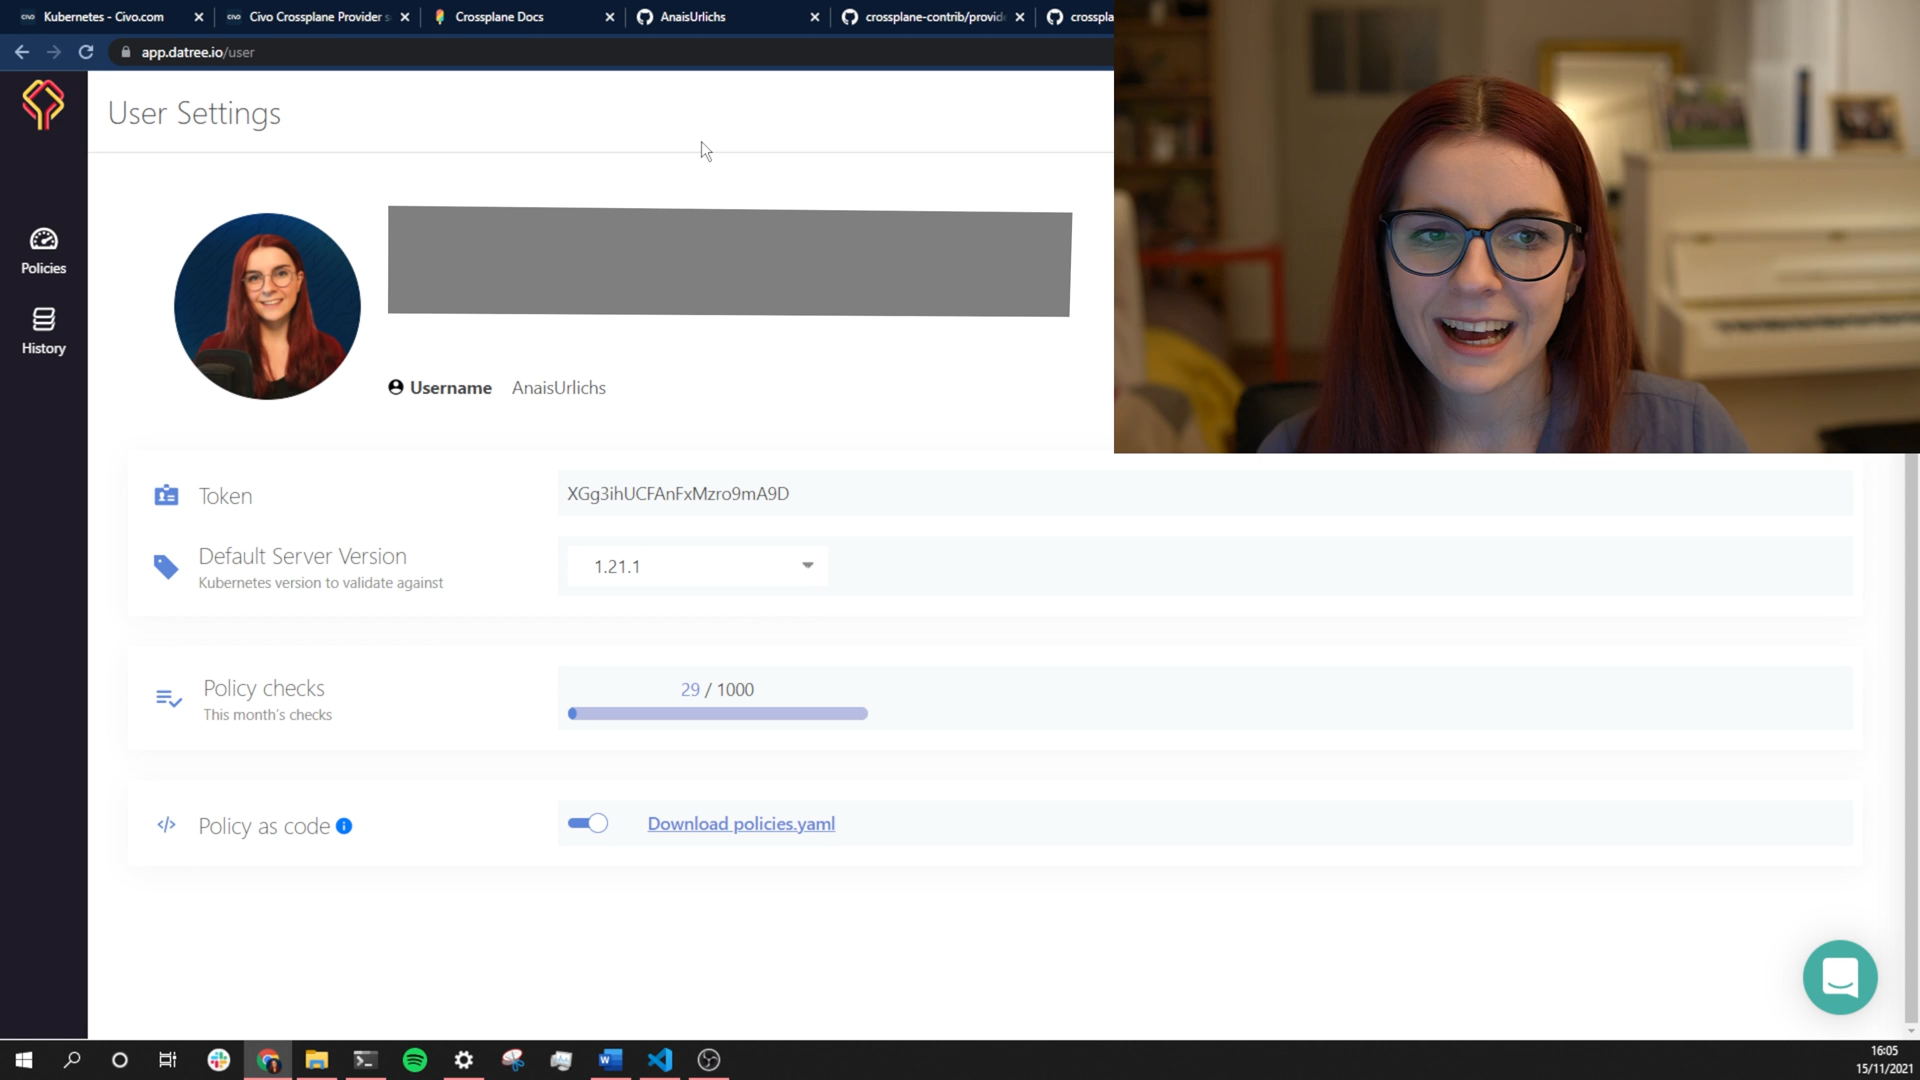 Kubernetes - Civo.com
Civo Crossplane Provider
Crossplane Docs
AnaisUrlichs
crossplane-contrib/provid
crosspla
app.datree.io/user
User Settings
Policies
History
Username AnaisUrlichs
Token XGg3ihUCFAnFxMzro9mA9D
Default Server Version
Kubernetes version to validate against
1.21.1
Policy checks
This month's checks
29 / 1000
Policy as code
Download policies.yaml
16:05
15/11/2021